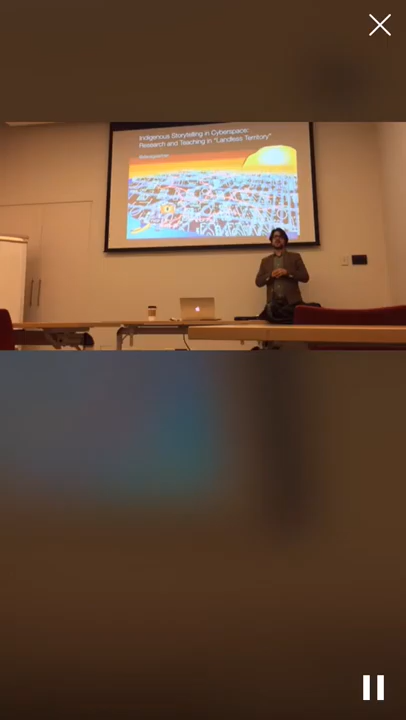 Indigenous Storytelling in Cyberspace:
Research and Teaching in "Landless Territory"